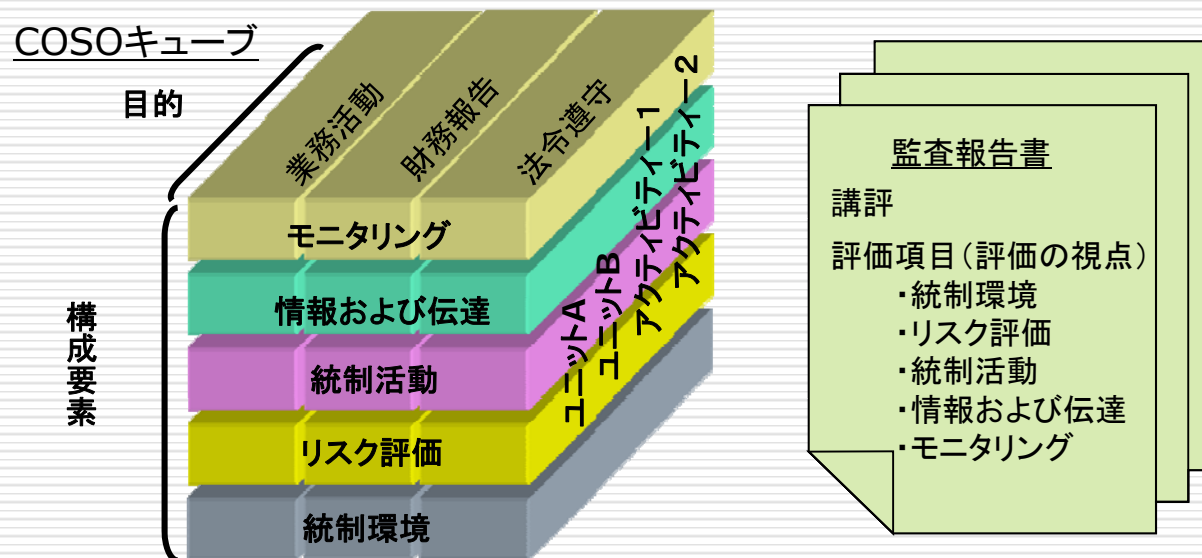 COSOキューブ
目的
業務活動
財務報告
法令遵守
構成要素
モニタリング
情報および伝達
統制活動
リスク評価
統制環境
ユニットA
ユニットB
アクティビティー1
アクティビティー2
監査報告書
講評
評価項目(評価の視点)
・統制環境
・リスク評価
・統制活動
・情報および伝達
・モニタリング